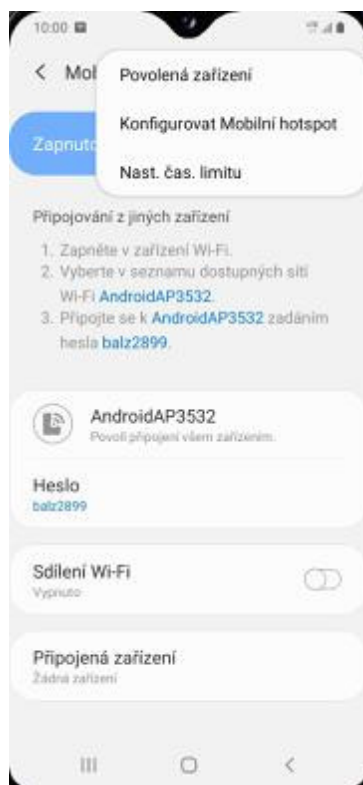 10:00
Mol
Povolená zařízení
Konfigurovat Mobilní hotspot
Nast. čas. limitu
Zapnuto
Připojování z jiných zařízení
1. Zapněte v zařízení Wi-Fi.
2. Vyberte v seznamu dostupných sítí
Wi-Fi AndroidAP3532.
3. Připojte se k AndroidAP3532 zadáním
hesla balz2899.
AndroidAP3532
Povolí připojení všem zařízením.
Heslo
balz2899
Sdílení Wi-Fi
Vypnuto
Připojená zařízení
Žádná zařízení